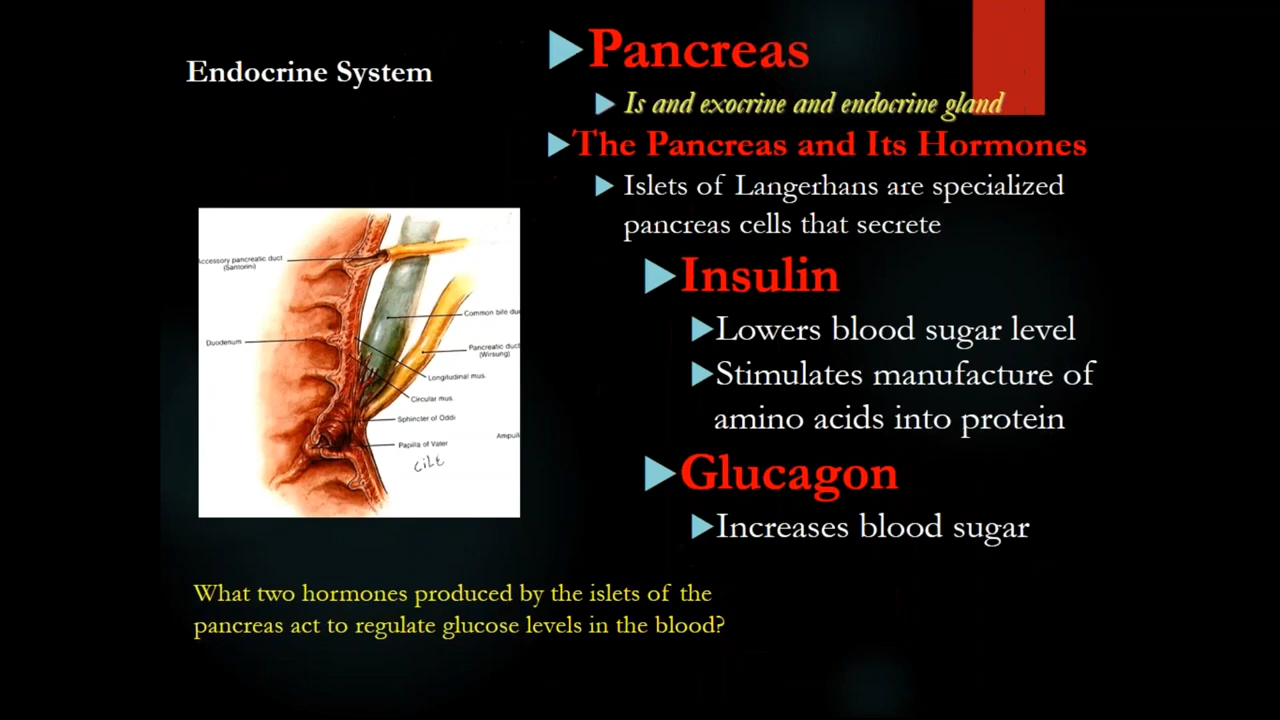 Endocrine System
Pancreas
Is and exocrine and endocrine gland
The Pancreas and Its Hormones
Islets of Langerhans are specialized
pancreas cells that secrete
Insulin
Lowers blood sugar level
Stimulates manufacture of
amino acids into protein
Glucagon
Increases blood sugar
Accessory pancreatic duct
(Santorini)
Common bile du
Duodenum
Pancreatic duct
(Wirsung)
Longitudinal mus.
Circular mus.
Sphincter of Oddi
Ampull
Papilla of Vater
What two hormones produced by the islets of the
pancreas act to regulate glucose levels in the blood?